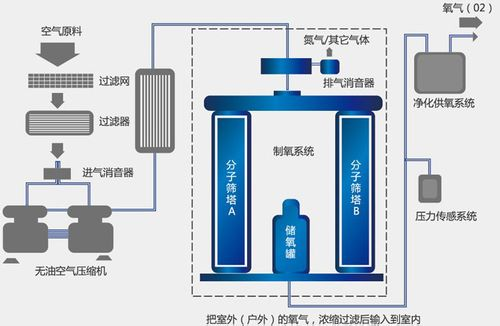 空气原料
过滤网
过滤器
进气消音器
无油空气压缩机
氮气/其它气体
排气消音器
制氧系统
分子筛塔A
分子筛塔B
储氧罐
氧气（02）
净化供氧系统
压力传感系统
把室外（户外）的氧气，浓缩过滤后输入到室内